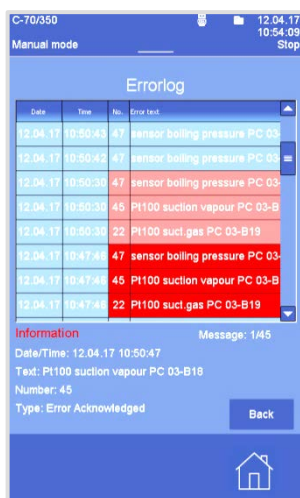 C-70/350
12.04.17
10:54:09
Manual mode
Stop
Errorlog
Date Time No. Error text
12.04.17 10:50:43 47 sensor boiling pressure PC 03-
12.04.17 10:50:42 47 sensor boiling pressure PC 03-
12.04.17 10:50:30 47 sensor boiling pressure PC 03-
12.04.17 10:50:30 45 Pt100 suction vapour PC 03-B
12.04.17 10:50:30 22 Pt100 suct.gas PC 03-B19
12.04.17 10:47:46 47 sensor boiling pressure PC 03-
12.04.17 10:47:46 45 Pt100 suction vapour PC 03-B
12.04.17 10:47:46 22 Pt100 suct.gas PC 03-B19
Information Message: 1/45
Date/Time: 12.04.17 10:50:47
Text: Pt100 suction vapour PC 03-B18
Number: 45
Type: Error Acknowledged
Back